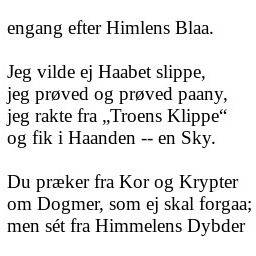 engang efter Himlens Blaa.
Jeg vilde ej Haabet slippe,
jeg prøved og prøved paany,
jeg rakte fra „Troens Klippe“
og fik i Haanden -- en Sky.
Du præker fra Kor og Krypter
om Dogmer, som ej skal forgaa;
men sét fra Himmelens Dybder